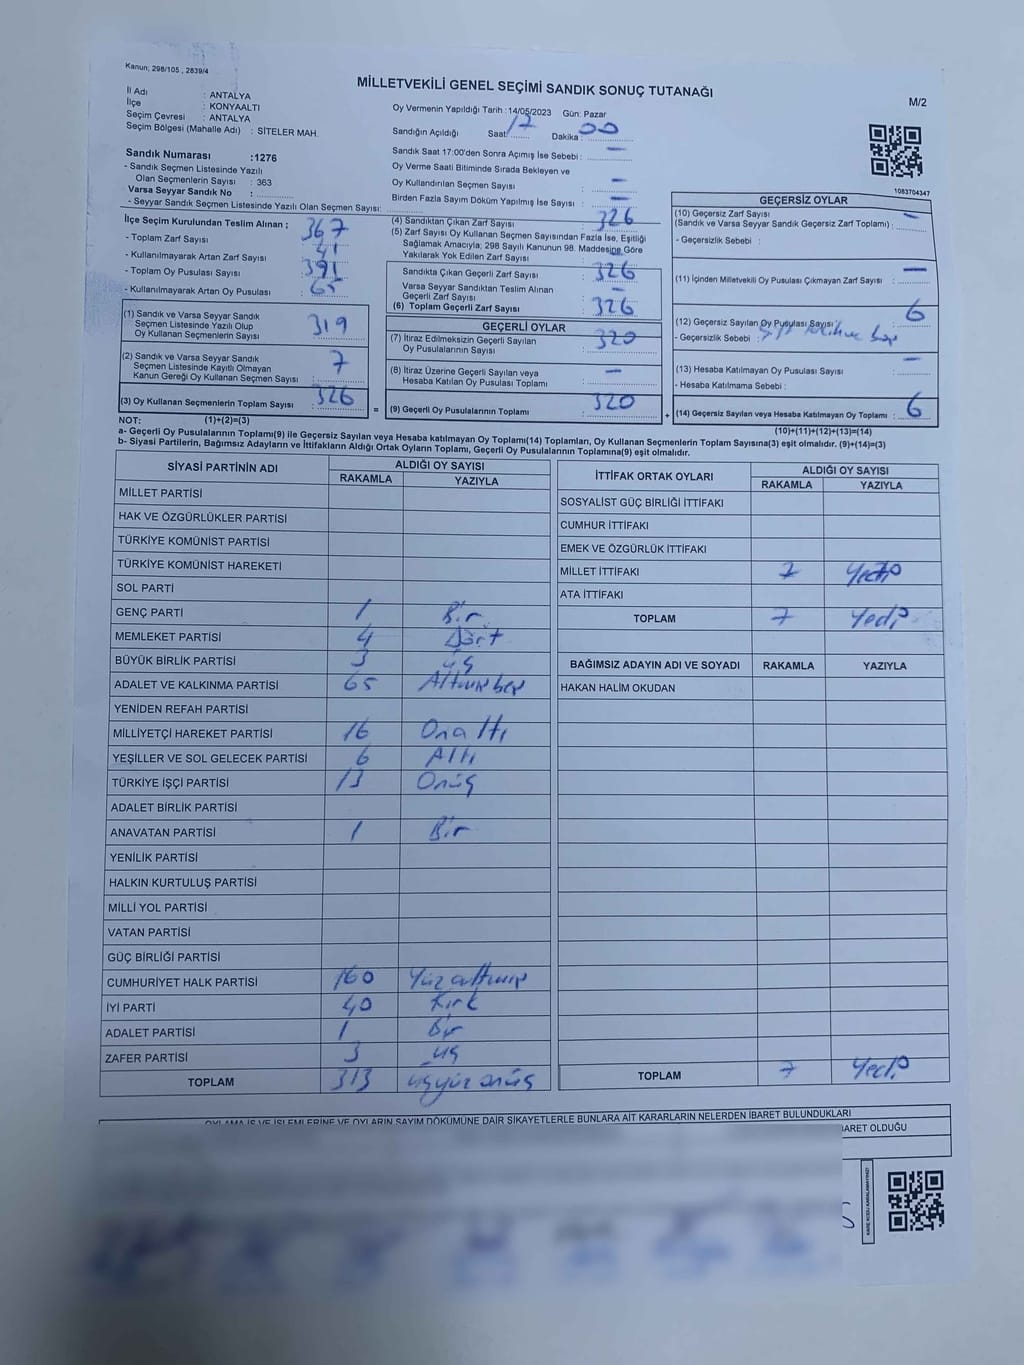 Kanun; 298/105 , 2839/4
MİLLETVEKİLİ GENEL SEÇİMİ SANDIK SONUÇ TUTANAĞI
M/2
İl Adı : ANTALYA
İlçe : KONYAALTI
Seçim Çevresi : ANTALYA
Seçim Bölgesi (Mahalle Adı) : SİTELER MAH.
Sandık Numarası :1276
- Sandık Seçmen Listesinde Yazılı
Olan Seçmenlerin Sayısı : 363
Varsa Seyyar Sandık No :
- Seyyar Sandık Seçmen Listesinde Yazılı Olan Seçmen Sayısı:
Oy Vermenin Yapıldığı Tarih : 14/05/2023 Gün: Pazar
Sandığın Açıldığı Saat: 17 Dakika: 00
Sandık Saat 17:00'den Sonra Açılmış İse Sebebi : —
Oy Verme Saati Bitiminde Sırada Bekleyen ve
Oy Kullandırılan Seçmen Sayısı : —
Birden Fazla Sayım Döküm Yapılmış İse Sayısı : —
1083704347
İlçe Seçim Kurulundan Teslim Alınan ;
- Toplam Zarf Sayısı : 367
- Kullanılmayarak Artan Zarf Sayısı : 41
- Toplam Oy Pusulası Sayısı : 391
- Kullanılmayarak Artan Oy Pusulası : 65
(1) Sandık ve Varsa Seyyar Sandık
Seçmen Listesinde Yazılı Olup
Oy Kullanan Seçmenlerin Sayısı : 319
(2) Sandık ve Varsa Seyyar Sandık
Seçmen Listesinde Kayıtlı Olmayan
Kanun Gereği Oy Kullanan Seçmen Sayısı : 7
(3) Oy Kullanan Seçmenlerin Toplam Sayısı : 326
(4) Sandıktan Çıkan Zarf Sayısı : 326
(5) Zarf Sayısı Oy Kullanan Seçmen Sayısından Fazla İse, Eşitliği
Sağlamak Amacıyla; 298 Sayılı Kanunun 98. Maddesine Göre
Yakılarak Yok Edilen Zarf Sayısı : —
Sandıkta Çıkan Geçerli Zarf Sayısı : 326
Varsa Seyyar Sandıktan Teslim Alınan
Geçerli Zarf Sayısı : —
(6) Toplam Geçerli Zarf Sayısı : 326
GEÇERLİ OYLAR
(7) İtiraz Edilmeksizin Geçerli Sayılan
Oy Pusulalarının Sayısı : 320
(8) İtiraz Üzerine Geçerli Sayılan veya
Hesaba Katılan Oy Pusulası Toplamı : —
= (9) Geçerli Oy Pusulalarının Toplamı : 320
GEÇERSİZ OYLAR
(10) Geçersiz Zarf Sayısı
(Sandık ve Varsa Seyyar Sandık Geçersiz Zarf Toplamı) : —
- Geçersizlik Sebebi :
(11) İçinden Milletvekili Oy Pusulası Çıkmayan Zarf Sayısı : —
(12) Geçersiz Sayılan Oy Pusulası Sayısı : 6
- Geçersizlik Sebebi :
(13) Hesaba Katılmayan Oy Pusulası Sayısı : —
- Hesaba Katılmama Sebebi :
+ (14) Geçersiz Sayılan veya Hesaba Katılmayan Oy Toplamı : 6
NOT: (1)+(2)=(3)
(10)+(11)+(12)+(13)=(14)
a- Geçerli Oy Pusulalarının Toplamı(9) ile Geçersiz Sayılan veya Hesaba katılmayan Oy Toplamı(14) Toplamları, Oy Kullanan Seçmenlerin Toplam Sayısına(3) eşit olmalıdır. (9)+(14)=(3)
b- Siyasi Partilerin, Bağımsız Adayların ve İttifakların Aldığı Ortak Oyların Toplamı, Geçerli Oy Pusulalarının Toplamına(9) eşit olmalıdır.
SİYASİ PARTİNİN ADI ALDIĞI OY SAYISI
RAKAMLA YAZIYLA
MİLLET PARTİSİ
HAK VE ÖZGÜRLÜKLER PARTİSİ
TÜRKİYE KOMÜNİST PARTİSİ
TÜRKİYE KOMÜNİST HAREKETİ
SOL PARTİ
GENÇ PARTİ 1 Bir
MEMLEKET PARTİSİ 4 Dört
BÜYÜK BİRLİK PARTİSİ 3 Üç
ADALET VE KALKINMA PARTİSİ 65 Altmışbeş
YENİDEN REFAH PARTİSİ
MİLLİYETÇİ HAREKET PARTİSİ 16 Onaltı
YEŞİLLER VE SOL GELECEK PARTİSİ 6 Altı
TÜRKİYE İŞÇİ PARTİSİ 13 Onüç
ADALET BİRLİK PARTİSİ
ANAVATAN PARTİSİ 1 Bir
YENİLİK PARTİSİ
HALKIN KURTULUŞ PARTİSİ
MİLLİ YOL PARTİSİ
VATAN PARTİSİ
GÜÇ BİRLİĞİ PARTİSİ
CUMHURİYET HALK PARTİSİ 160 Yüzaltmış
İYİ PARTİ 40 Kırk
ADALET PARTİSİ 1 Bir
ZAFER PARTİSİ 3 Üç
TOPLAM 313 Üçyüz onüç
İTTİFAK ORTAK OYLARI ALDIĞI OY SAYISI
RAKAMLA YAZIYLA
SOSYALİST GÜÇ BİRLİĞİ İTTİFAKI
CUMHUR İTTİFAKI
EMEK VE ÖZGÜRLÜK İTTİFAKI
MİLLET İTTİFAKI 7 Yedi
ATA İTTİFAKI
TOPLAM 7 Yedi
BAĞIMSIZ ADAYIN ADI VE SOYADI RAKAMLA YAZIYLA
HAKAN HALİM OKUDAN
TOPLAM 7 Yedi
OYLAMA İŞ VE İŞLEMLERİNE VE OYLARIN SAYIM DÖKÜMÜNE DAİR ŞİKAYETLERLE BUNLARA AİT KARARLARIN NELERDEN İBARET BULUNDUKLARI
BARET OLDUĞU